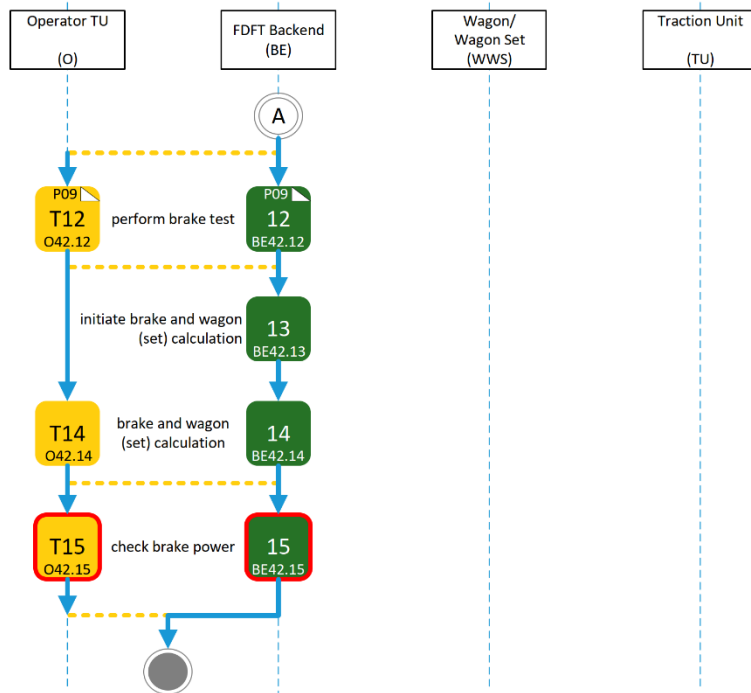 Operator TU
(O)
FDFT Backend
(BE)
Wagon/
Wagon Set
(WWS)
Traction Unit
(TU)
A
P09
T12
O42.12
perform brake test
P09
12
BE42.12
initiate brake and wagon
(set) calculation
13
BE42.13
T14
O42.14
brake and wagon
(set) calculation
14
BE42.14
T15
O42.15
check brake power
15
BE42.15